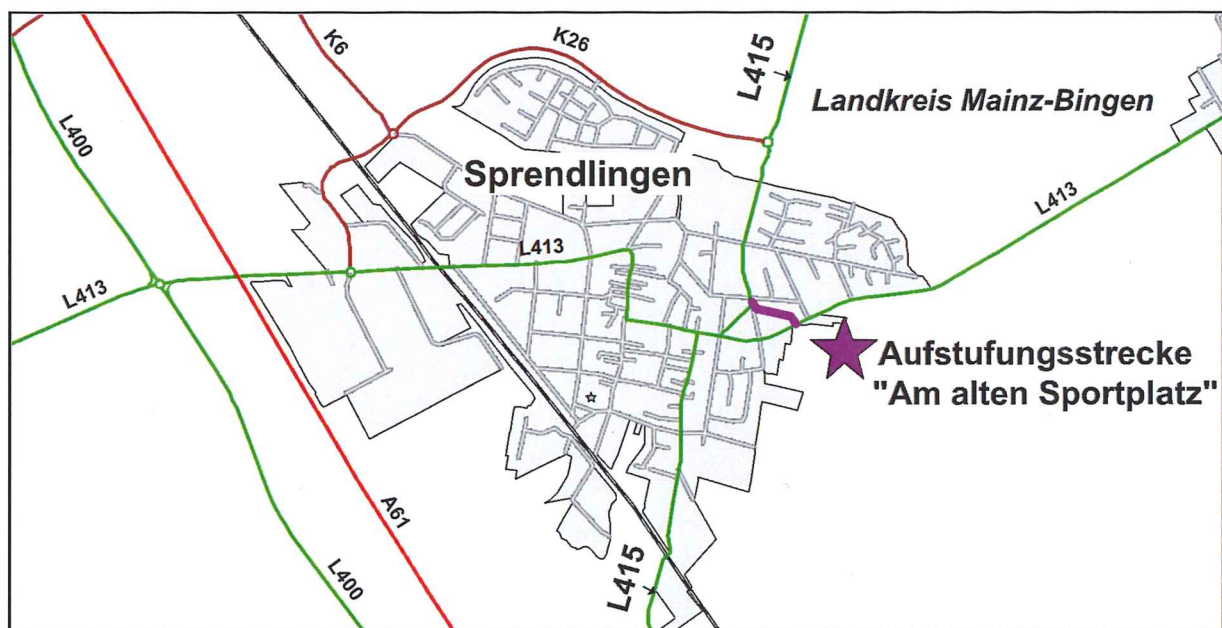 K6
K26
L415
Landkreis Mainz-Bingen
L400
Sprendlingen
L413
L413
L413
Aufstufungsstrecke
"Am alten Sportplatz"
A61
L400
L415